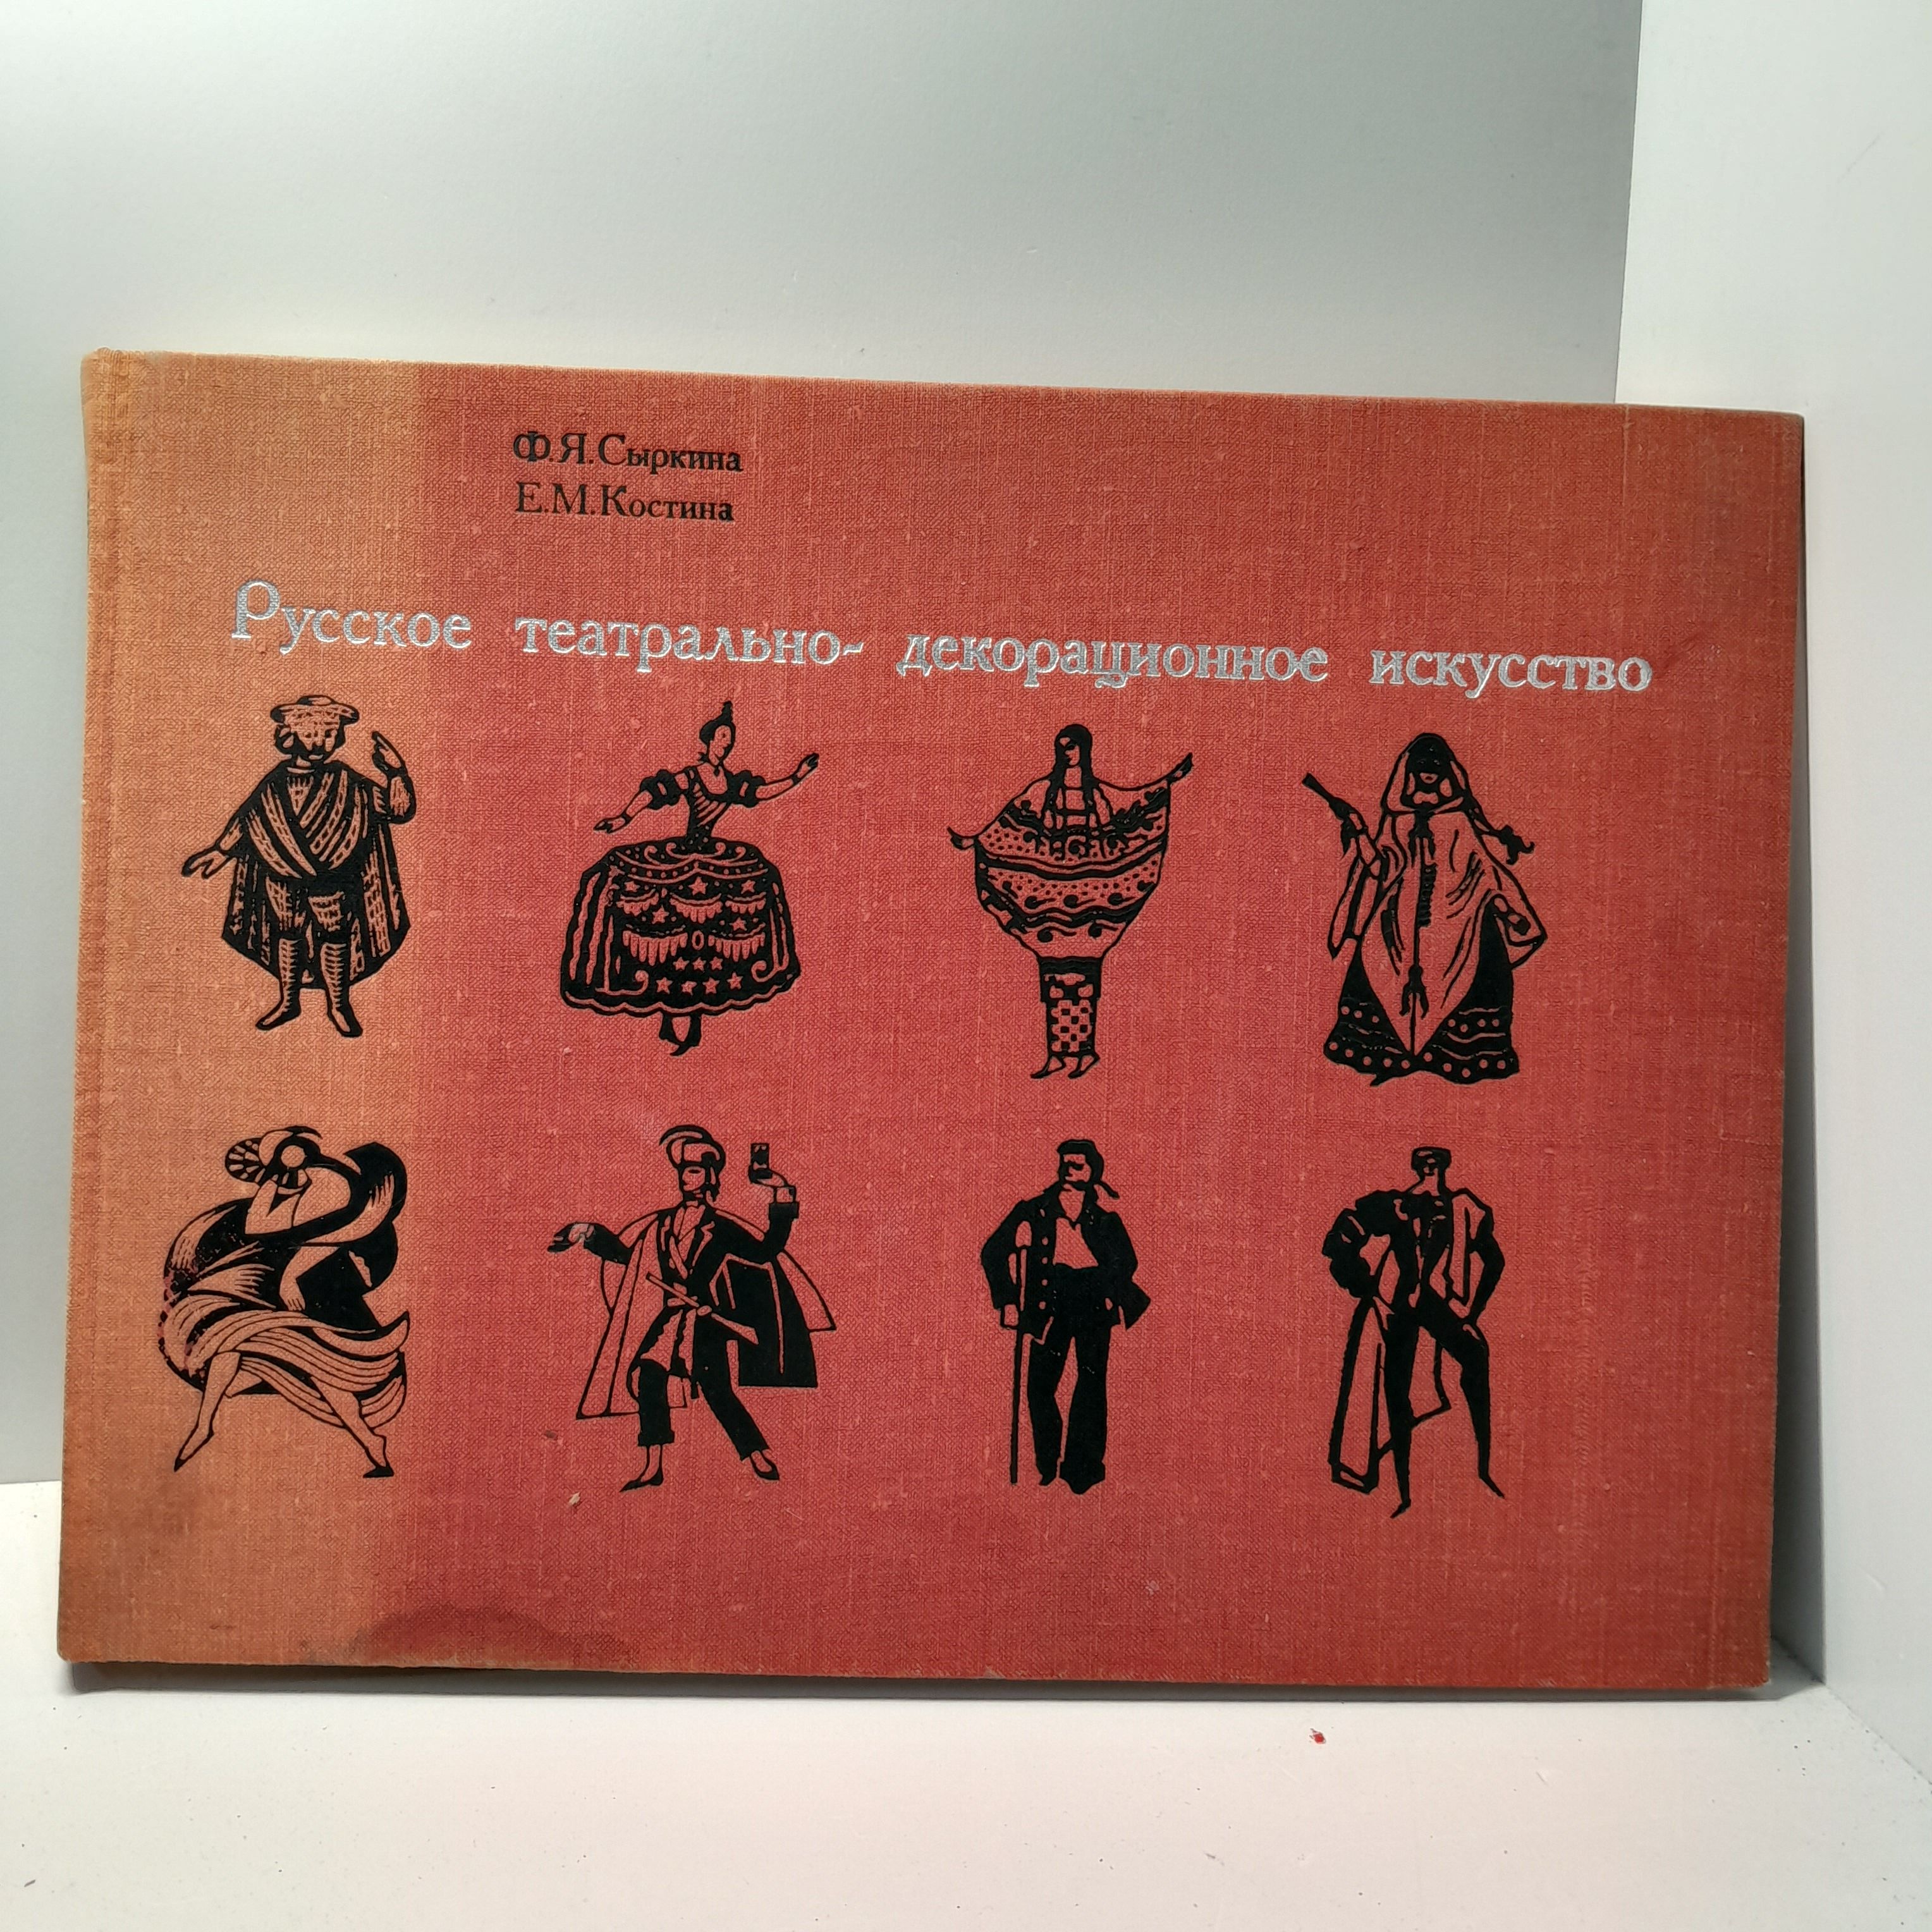 Ф.Я.Сыркина
Е.М.Костина
Русское театрально- декорационное искусство